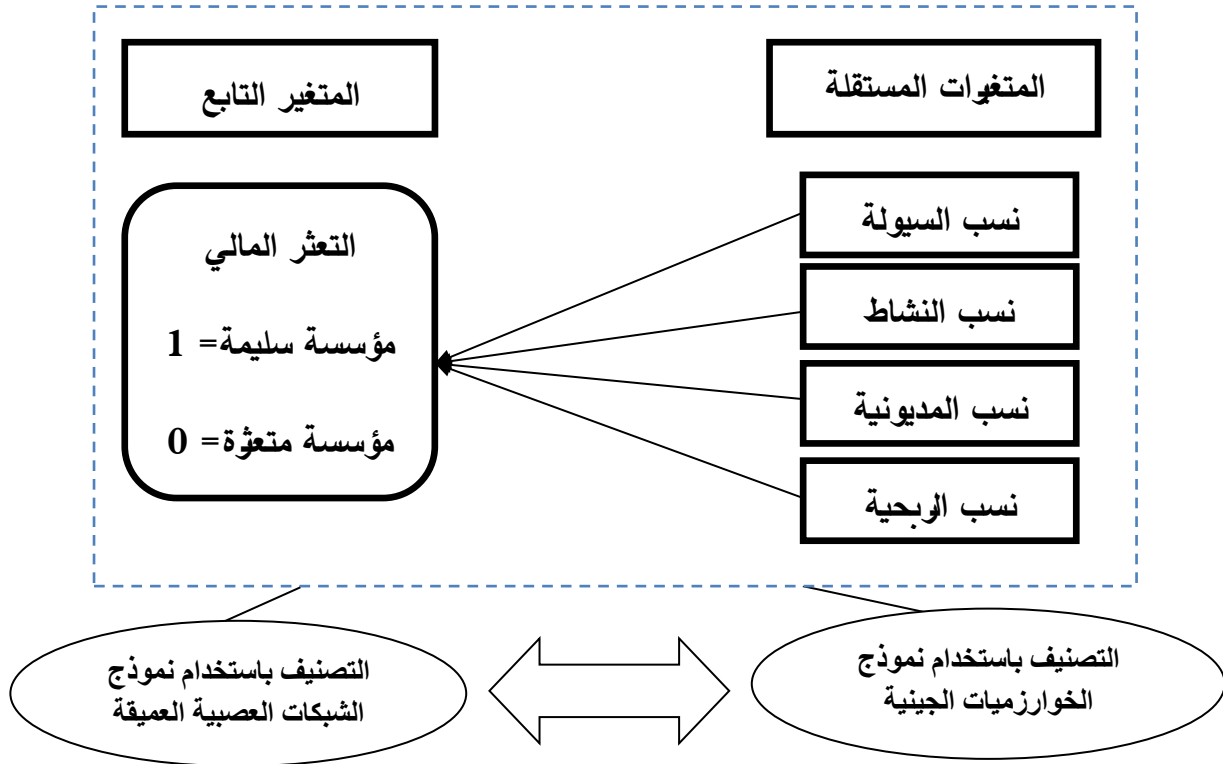 المتغيرات المستقلة
المتغير التابع
نسب السيولة
نسب النشاط
نسب المديونية
نسب الربحية
التعثر المالي
مؤسسة سليمة= 1
مؤسسة متعثرة= 0
التصنيف باستخدام نموذج
الخوارزميات الجينية
التصنيف باستخدام نموذج
الشبكات العصبية العميقة